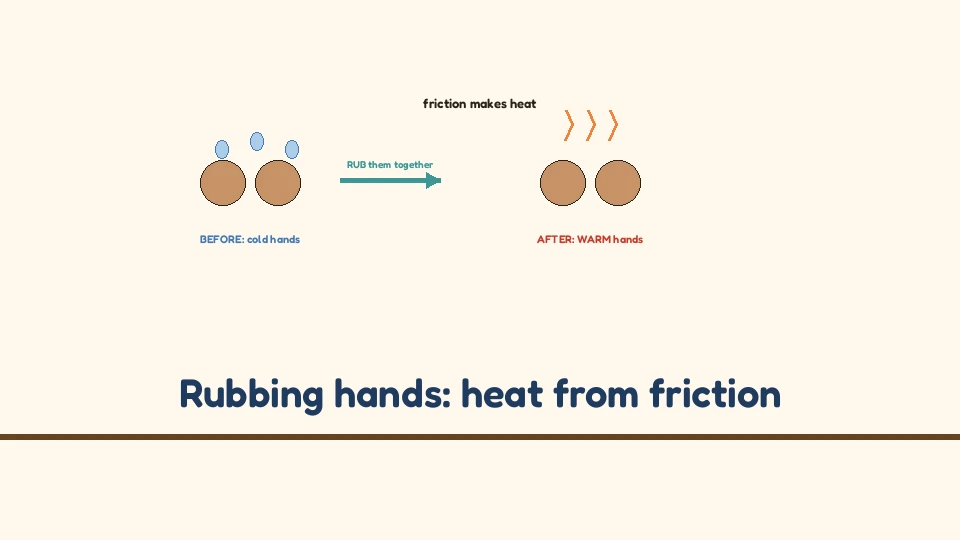 friction makes heat
RUB them together
BEFORE: cold hands
AFTER: WARM hands
Rubbing hands: heat from friction